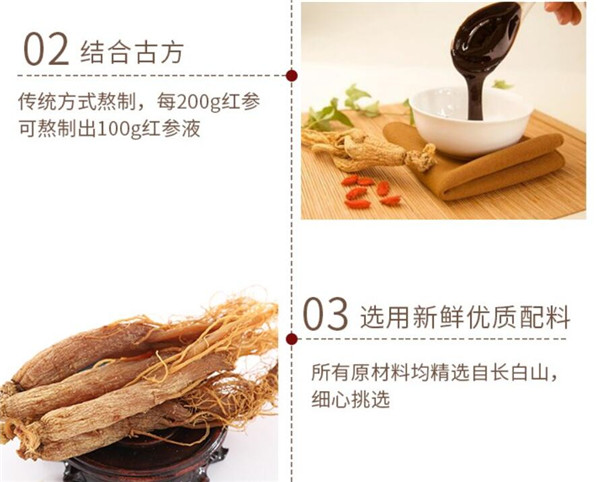 02 结合古方
传统方式熬制，每200g红参
可熬制出100g红参液
03 选用新鲜优质配料
所有原材料均精选自长白山，
细心挑选